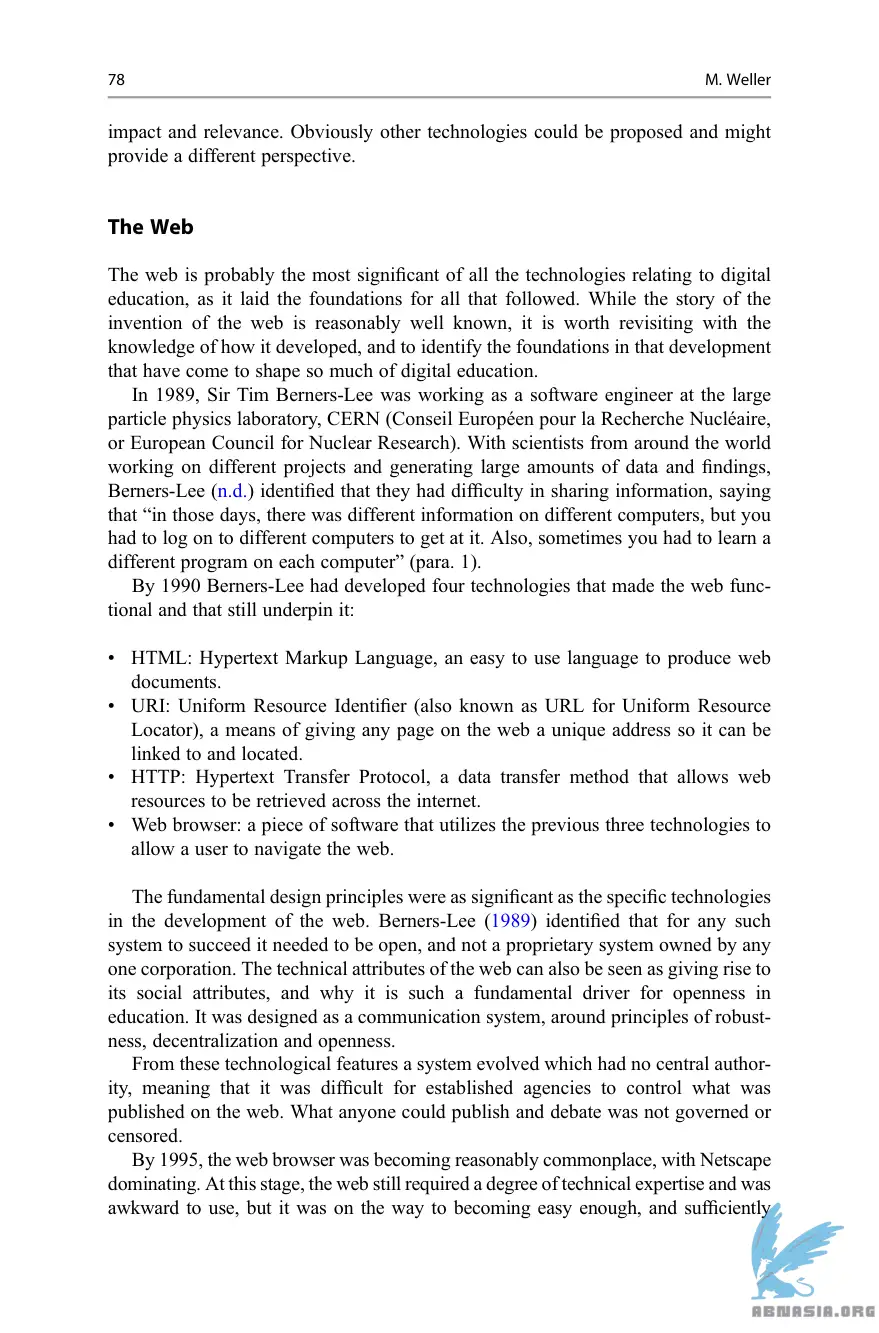 78
M. Weller
impact and relevance. Obviously other technologies could be proposed and might
provide a different perspective.
The Web
The web is probably the most significant of all the technologies relating to digital
education, as it laid the foundations for all that followed. While the story of the
invention of the web is reasonably well known, it is worth revisiting with the
knowledge of how it developed, and to identify the foundations in that development
that have come to shape so much of digital education.
In 1989, Sir Tim Berners-Lee was working as a software engineer at the large
particle physics laboratory, CERN (Conseil Européen pour la Recherche Nucléaire,
or European Council for Nuclear Research). With scientists from around the world
working on different projects and generating large amounts of data and findings,
Berners-Lee (n.d.) identified that they had difficulty in sharing information, saying
that “in those days, there was different information on different computers, but you
had to log on to different computers to get at it. Also, sometimes you had to learn a
different program on each computer” (para. 1).
By 1990 Berners-Lee had developed four technologies that made the web func-
tional and that still underpin it:
• HTML: Hypertext Markup Language, an easy to use language to produce web
documents.
• URI: Uniform Resource Identifier (also known as URL for Uniform Resource
Locator), a means of giving any page on the web a unique address so it can be
linked to and located.
• HTTP: Hypertext Transfer Protocol, a data transfer method that allows web
resources to be retrieved across the internet.
• Web browser: a piece of software that utilizes the previous three technologies to
allow a user to navigate the web.
The fundamental design principles were as significant as the specific technologies
in the development of the web. Berners-Lee (1989) identified that for any such
system to succeed it needed to be open, and not a proprietary system owned by any
one corporation. The technical attributes of the web can also be seen as giving rise to
its social attributes, and why it is such a fundamental driver for openness in
education. It was designed as a communication system, around principles of robust-
ness, decentralization and openness.
From these technological features a system evolved which had no central author-
ity, meaning that it was difficult for established agencies to control what was
published on the web. What anyone could publish and debate was not governed or
censored.
By 1995, the web browser was becoming reasonably commonplace, with Netscape
dominating. At this stage, the web still required a degree of technical expertise and was
awkward to use, but it was on the way to becoming easy enough, and sufficiently
ABNASIA.ORG